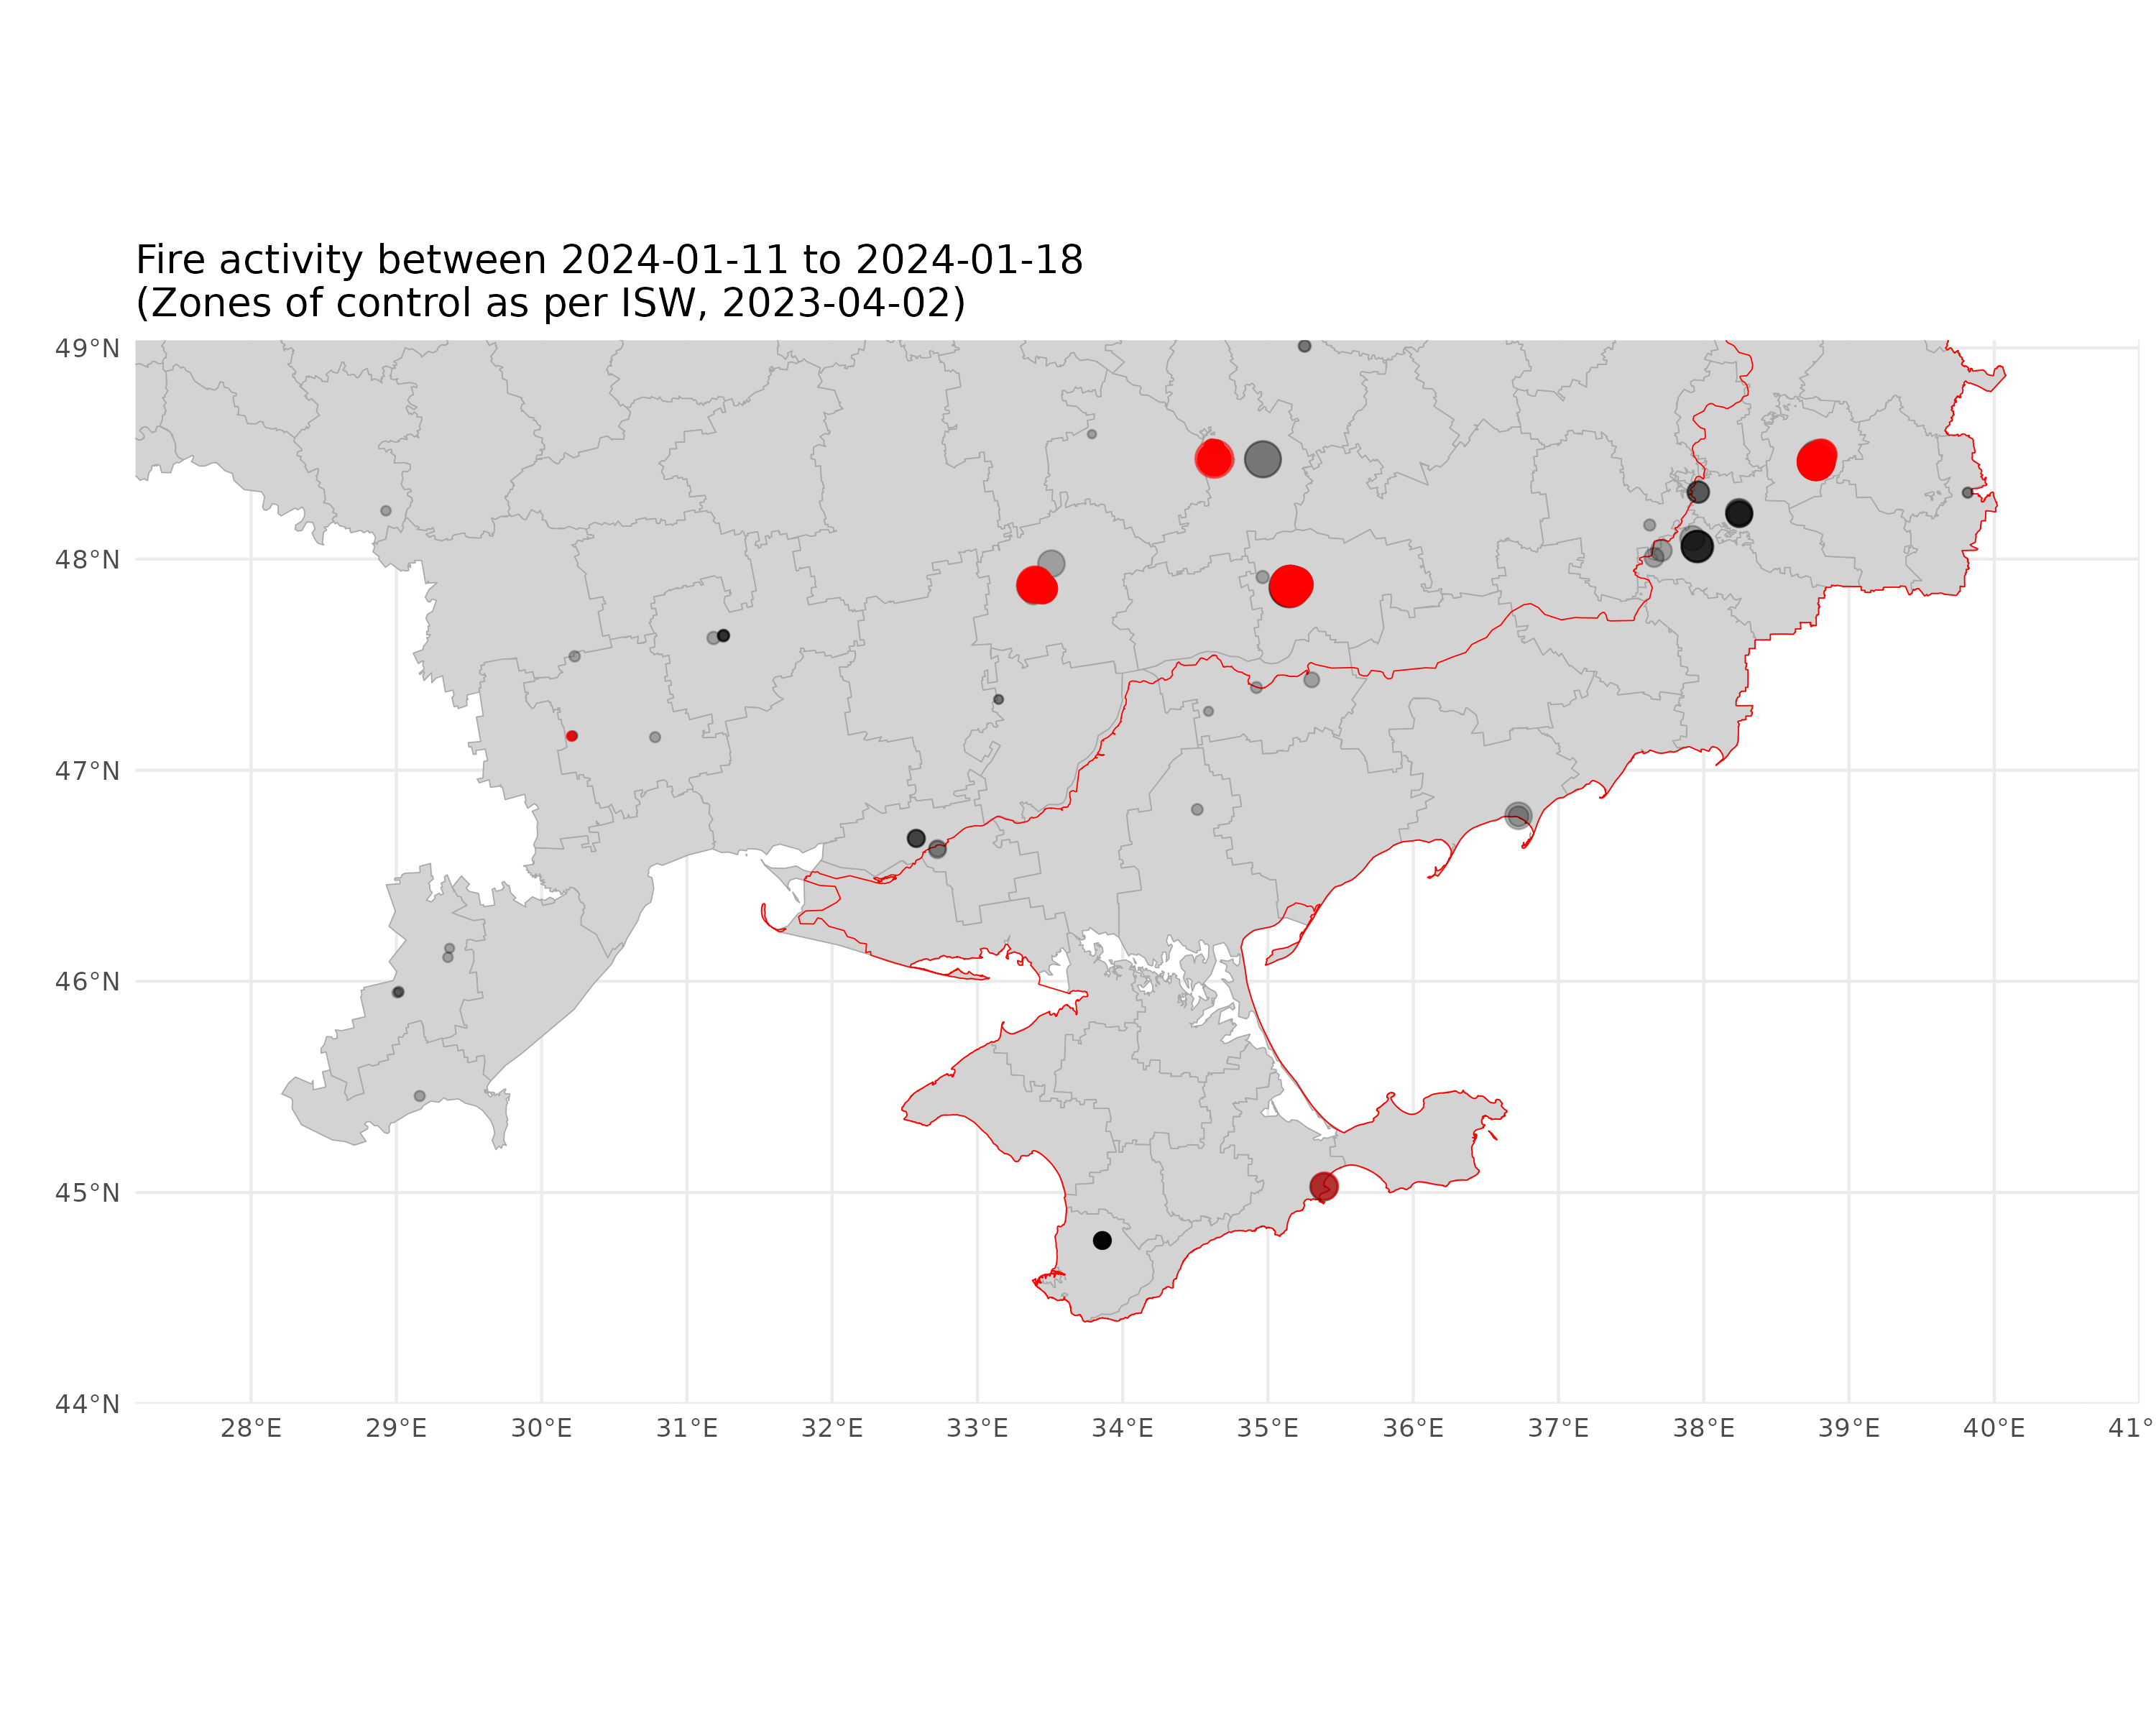 Fire activity between 2024-01-11 to 2024-01-18
(Zones of control as per ISW, 2023-04-02)
49°N
48°N
47°N
46°N
45°N
44°N
28°E 29°E 30°E 31°E 32°E 33°E 34°E 35°E 36°E 37°E 38°E 39°E 40°E 41°